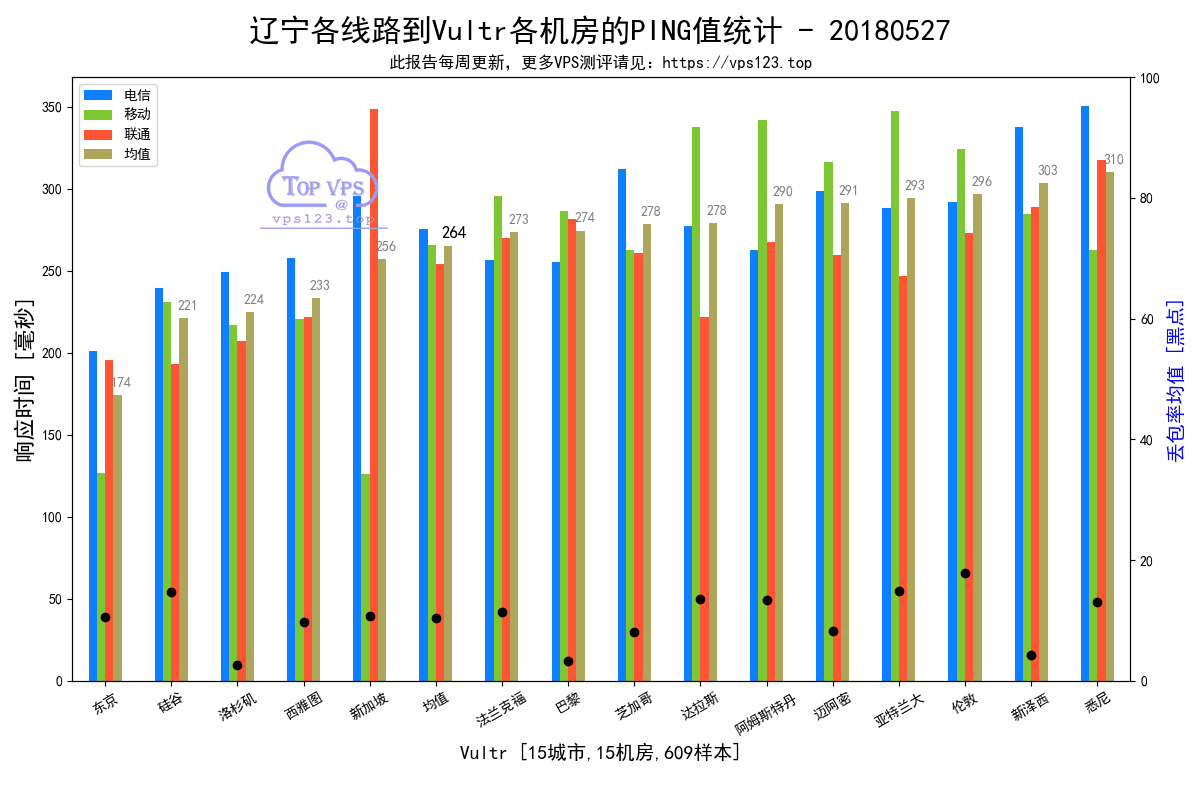 辽宁各线路到Vultr各机房的PING值统计 - 20180527
此报告每周更新，更多VPS测评请见：https://vps123.top
电信
移动
联通
均值
TOP VPS
@
vps123.top
响应时间 [毫秒]
350
300
250
200
150
100
50
0
174
221
224
233
256
264
273
274
278
278
290
291
293
296
303
310
100
80
60
40
20
0
丢包率均值 [黑点]
东京
硅谷
洛杉矶
西雅图
新加坡
均值
法兰克福
巴黎
芝加哥
达拉斯
阿姆斯特丹
迈阿密
亚特兰大
伦敦
新泽西
悉尼
Vultr [15城市,15机房,609样本]